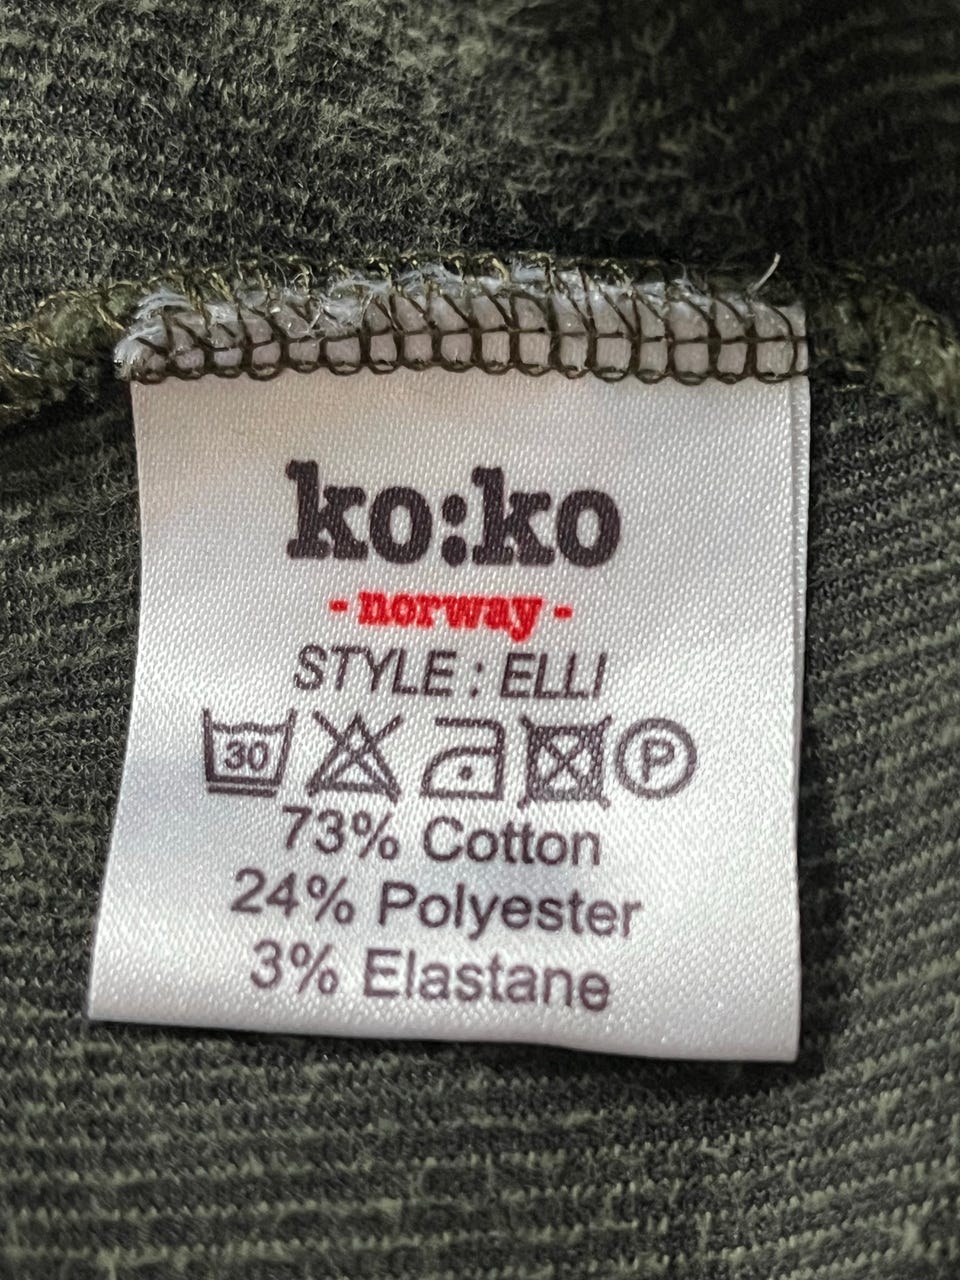 ko:ko
- norway -
STYLE : ELLI
30 P
73% Cotton
24% Polyester
3% Elastane